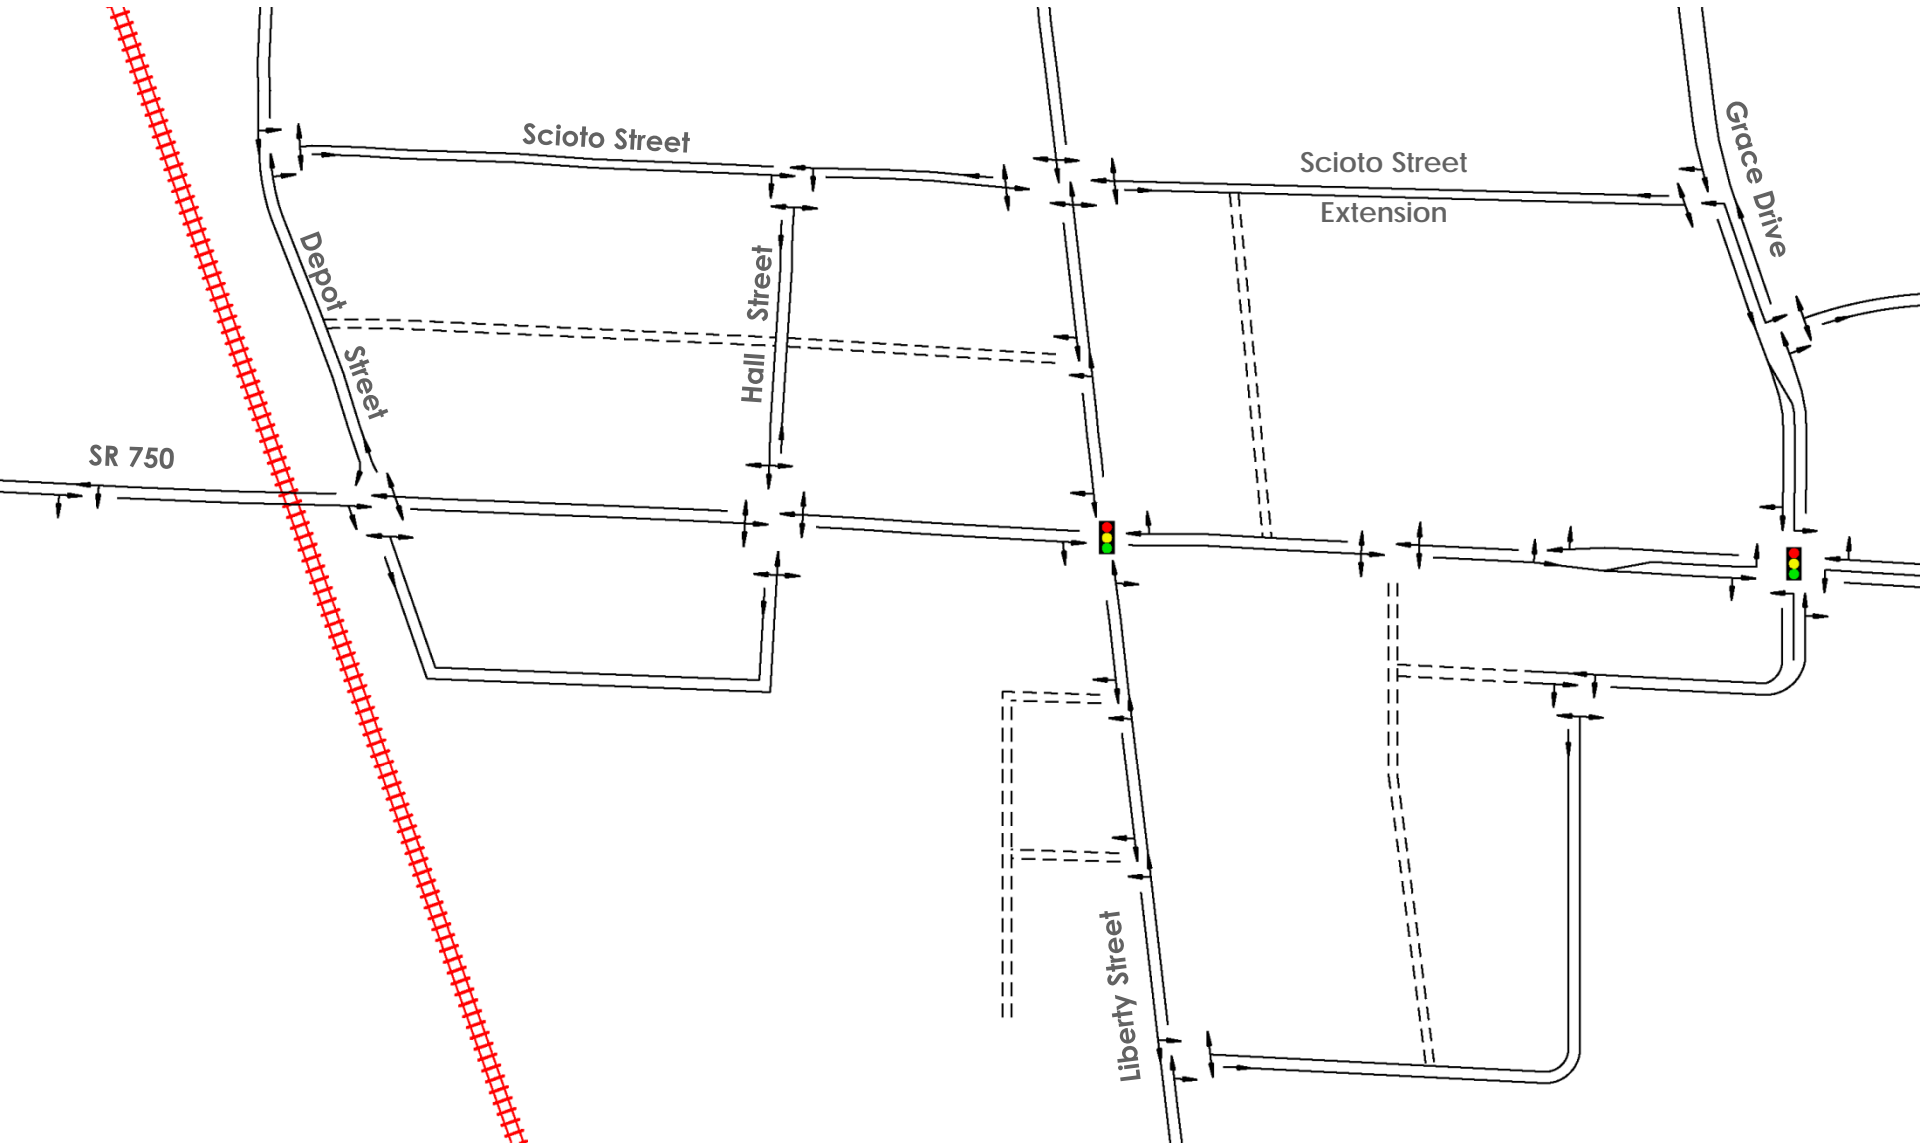 Scioto Street
Scioto Street
Extension
Grace Drive
Depot Street
Hall Street
SR 750
Liberty Street